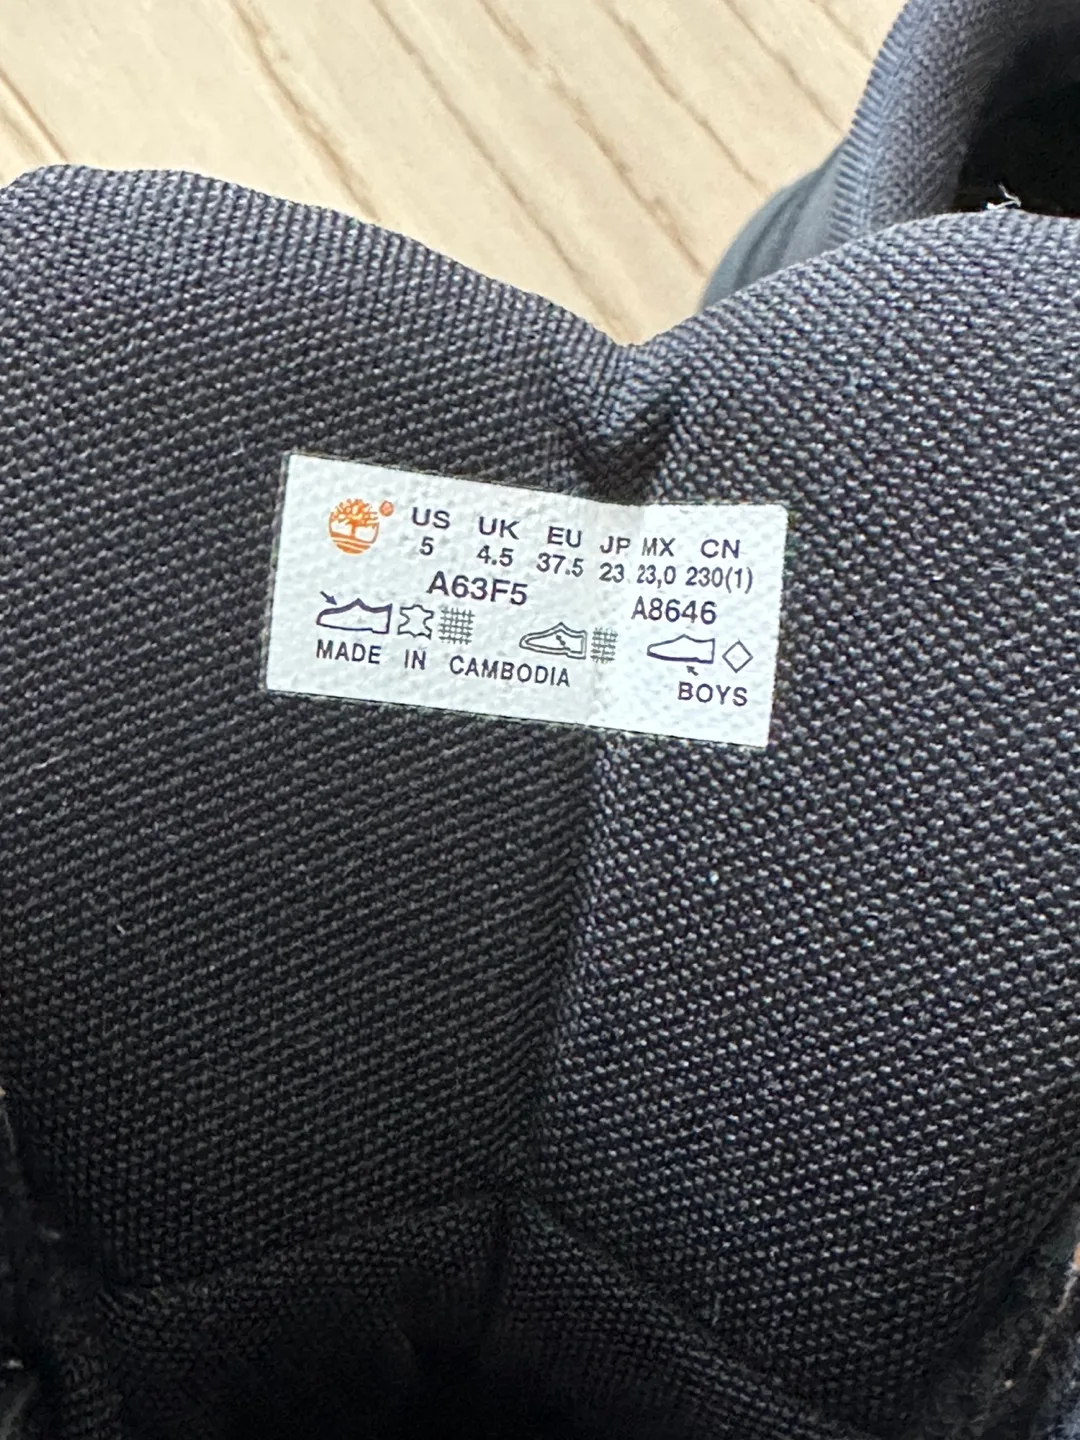 US UK EU JP MX CN
5 4.5 37.5 23 23,0 230(1)
A63F5 A8646
MADE IN CAMBODIA
BOYS